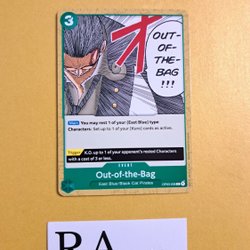 3
OUT-
OF-
THE-
BAG
!!!
Main You may rest 1 of your {East Blue} type
Characters: Set up to 1 of your [Kuro] cards as active.
Trigger K.O. up to 1 of your opponent's rested Characters
with a cost of 3 or less.
EVENT
Out-of-the-Bag
East Blue/Black Cat Pirates
RA